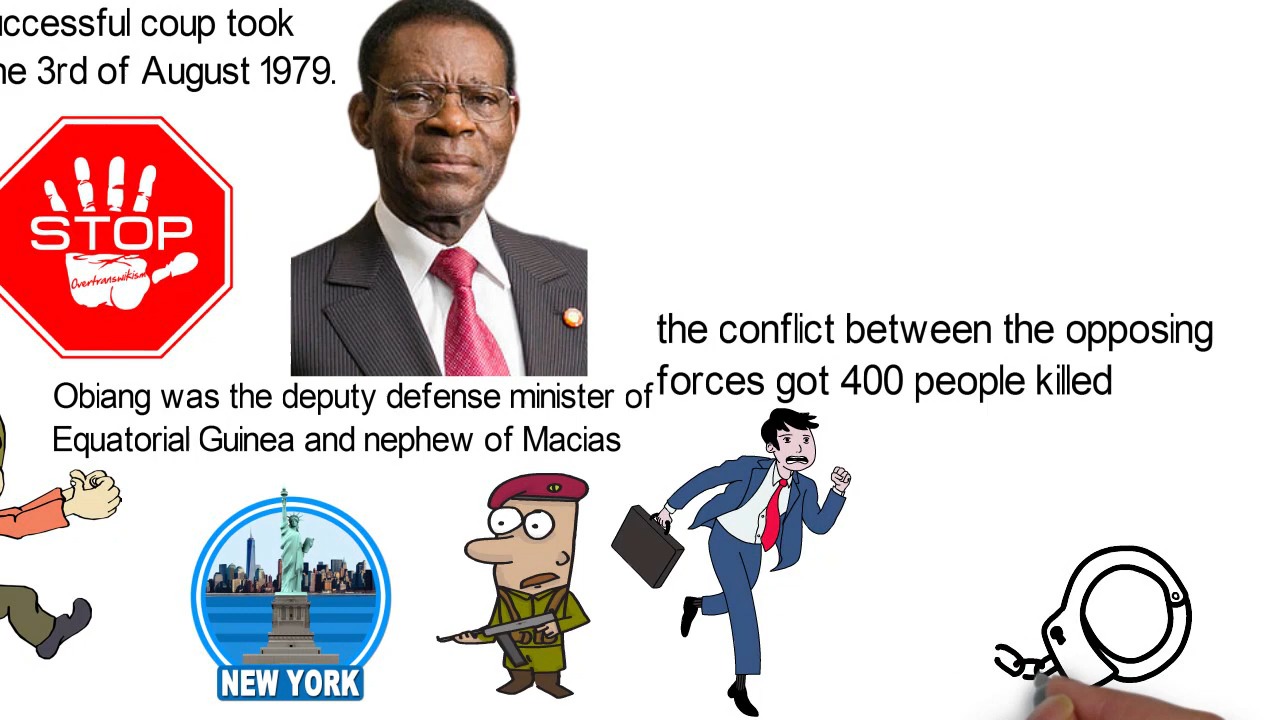 uccessful coup took
he 3rd of August 1979.
STOP
Overtranswikism
Obiang was the deputy defense minister of
Equatorial Guinea and nephew of Macias
the conflict between the opposing
forces got 400 people killed
NEW YORK